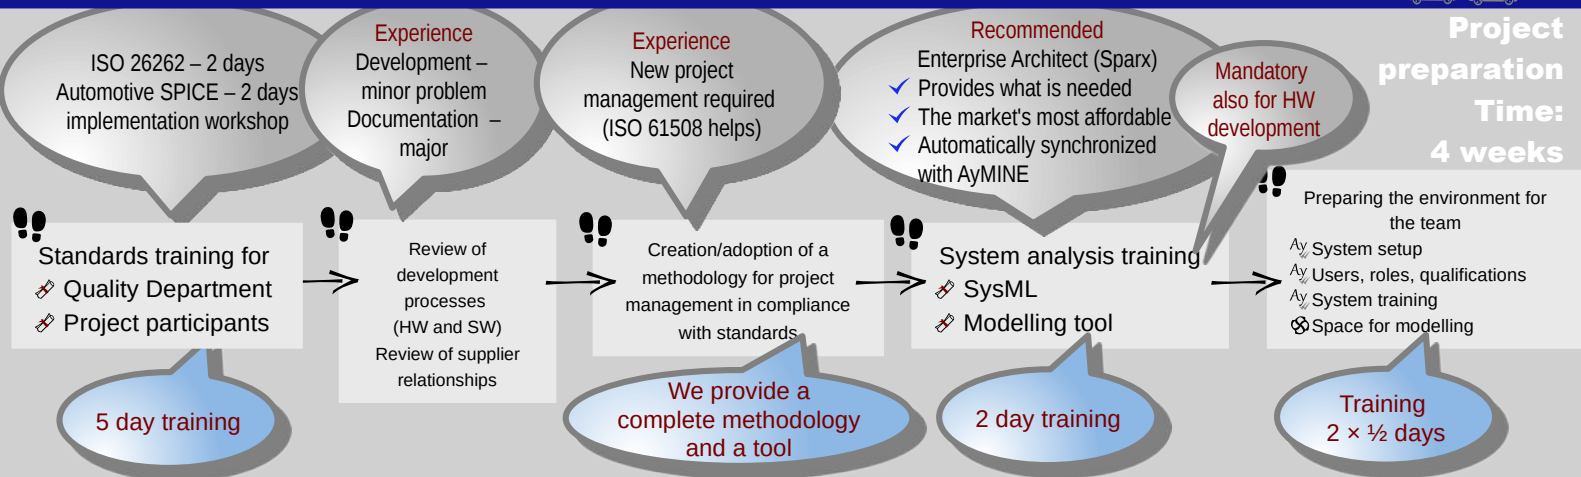 ISO 26262 – 2 days
Automotive SPICE – 2 days
implementation workshop
Experience
Development –
minor problem
Documentation –
major
Experience
New project
management required
(ISO 61508 helps)
Recommended
Enterprise Architect (Sparx)
Provides what is needed
The market's most affordable
Automatically synchronized
with AyMINE
Mandatory
also for HW
development
Project
preparation
Time:
4 weeks
Standards training for
Quality Department
Project participants
Review of
development
processes
(HW and SW)
Review of supplier
relationships
Creation/adoption of a
methodology for project
management in compliance
with standards
System analysis training
SysML
Modelling tool
Preparing the environment for
the team
Ay System setup
Ay Users, roles, qualifications
Ay System training
Space for modelling
5 day training
We provide a
complete methodology
and a tool
2 day training
Training
2 × ½ days